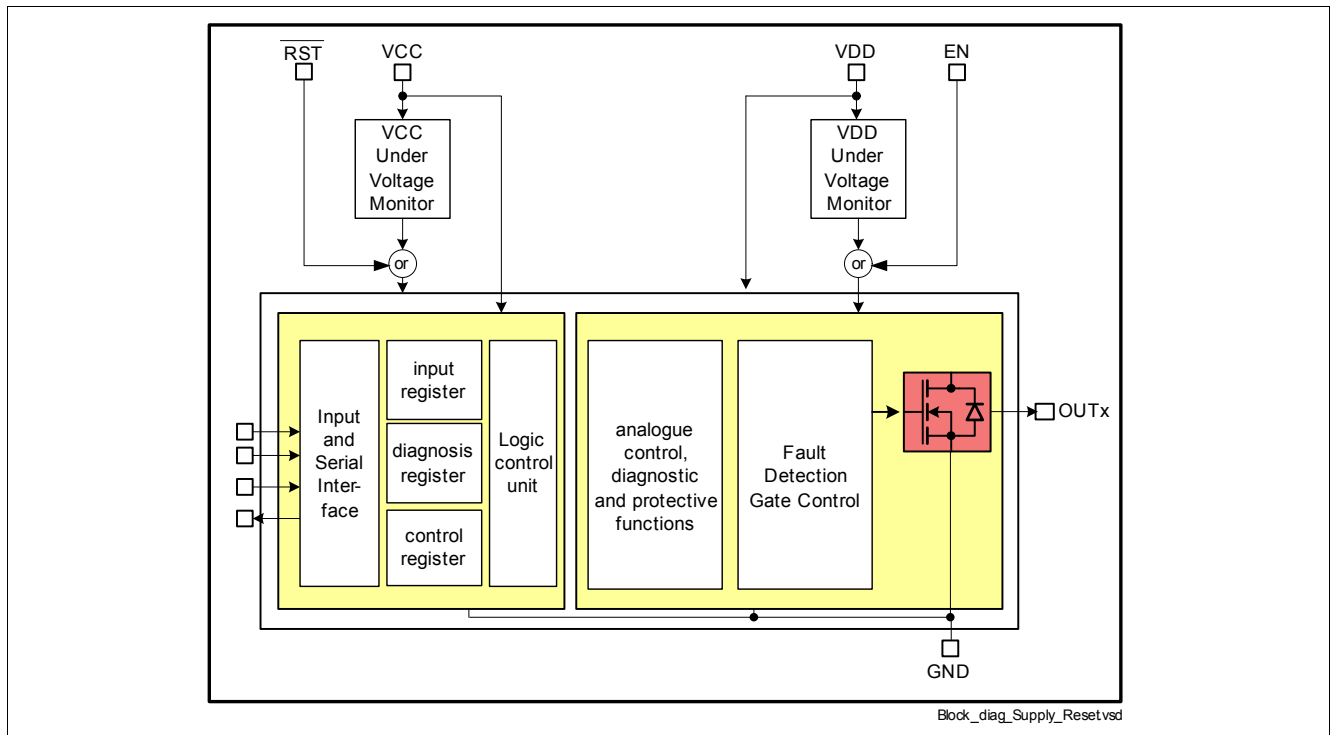 RST
VCC
VDD
EN
VCC
Under
Voltage
Monitor
VDD
Under
Voltage
Monitor
or
or
Input
and
Serial
Inter-
face
input
register
diagnosis
register
control
register
Logic
control
unit
analogue
control,
diagnostic
and protective
functions
Fault
Detection
Gate Control
OUTx
GND
Block_diag_Supply_Reset.vsd